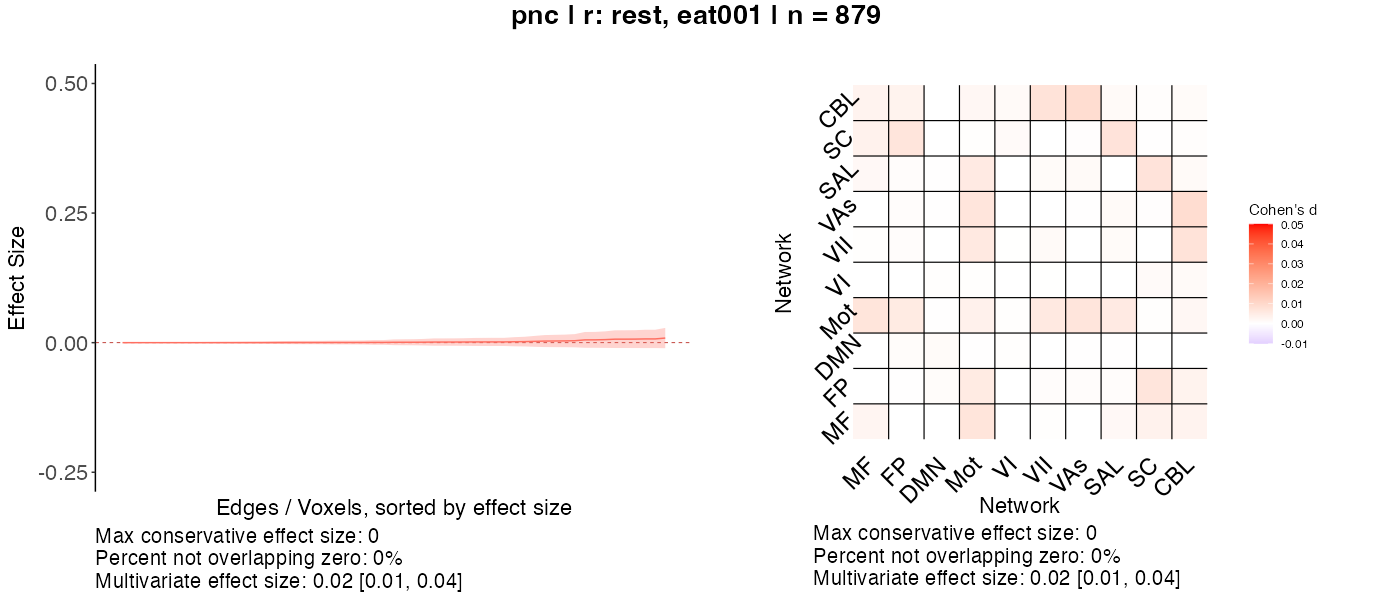 pnc | r: rest, eat001 | n = 879
0.50
0.25
0.00
-0.25
Effect Size
Edges / Voxels, sorted by effect size
Max conservative effect size: 0
Percent not overlapping zero: 0%
Multivariate effect size: 0.02 [0.01, 0.04]
Network
CBL
SC
SAL
VAs
VII
VI
Mot
DMN
FP
MF
MF
FP
DMN
Mot
VI
VII
VAs
SAL
SC
CBL
Network
Max conservative effect size: 0
Percent not overlapping zero: 0%
Multivariate effect size: 0.02 [0.01, 0.04]
Cohen's d
0.05
0.04
0.03
0.02
0.01
0.00
-0.01